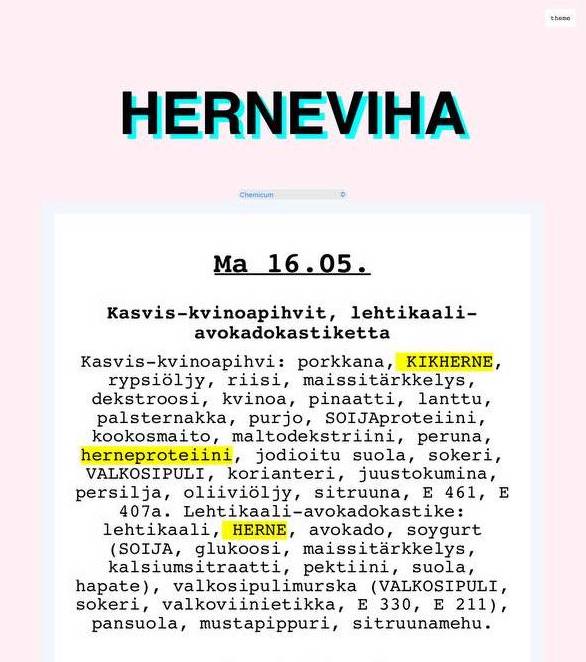 theme
HERNEVIHA
Chemicum
Ma 16.05.
Kasvis-kvinoapihvit, lehtikaali-
avokadokastiketta
Kasvis-kvinoapihvi: porkkana, KIKHERNE,
rypsiöljy, riisi, maissitärkkelys,
dekstroosi, kvinoa, pinaatti, lanttu,
palsternakka, purjo, SOIJAproteiini,
kookosmaito, maltodekstriini, peruna,
herneproteiini, jodioitu suola, sokeri,
VALKOSIPULI, korianteri, juustokumina,
persilja, oliiviöljy, sitruuna, E 461, E
407a. Lehtikaali-avokadokastike:
lehtikaali, HERNE, avokado, soygurt
(SOIJA, glukoosi, maissitärkkelys,
kalsiumsitraatti, pektiini, suola,
hapate), valkosipulimurska (VALKOSIPULI,
sokeri, valkoviinietikka, E 330, E 211),
pansuola, mustapippuri, sitruunamehu.